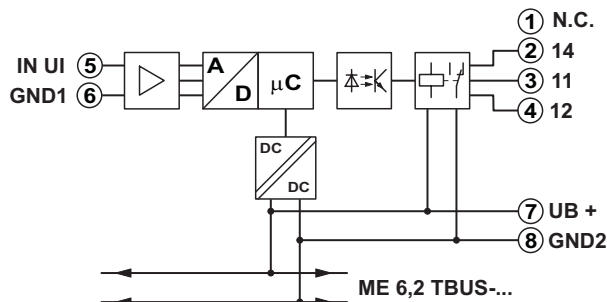 ① N.C.
IN UI ⑤
② 14
GND1 ⑥
A
D
µC
③ 11
④ 12
DC
DC
⑦ UB +
⑧ GND2
ME 6,2 TBUS-...